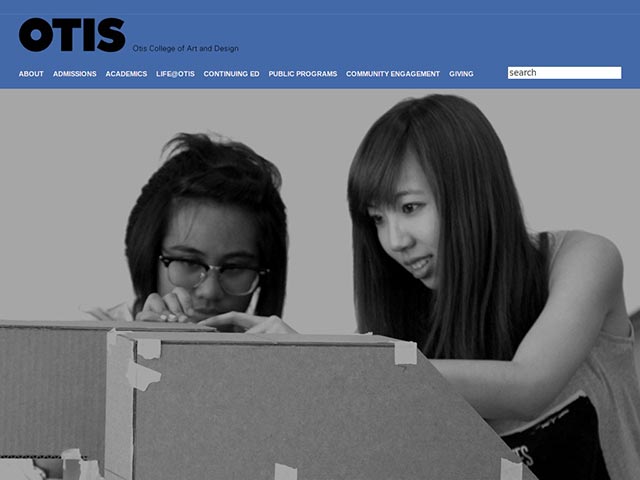 OTIS Otis College of Art and Design
ABOUT ADMISSIONS ACADEMICS LIFE@OTIS CONTINUING ED PUBLIC PROGRAMS COMMUNITY ENGAGEMENT GIVING search